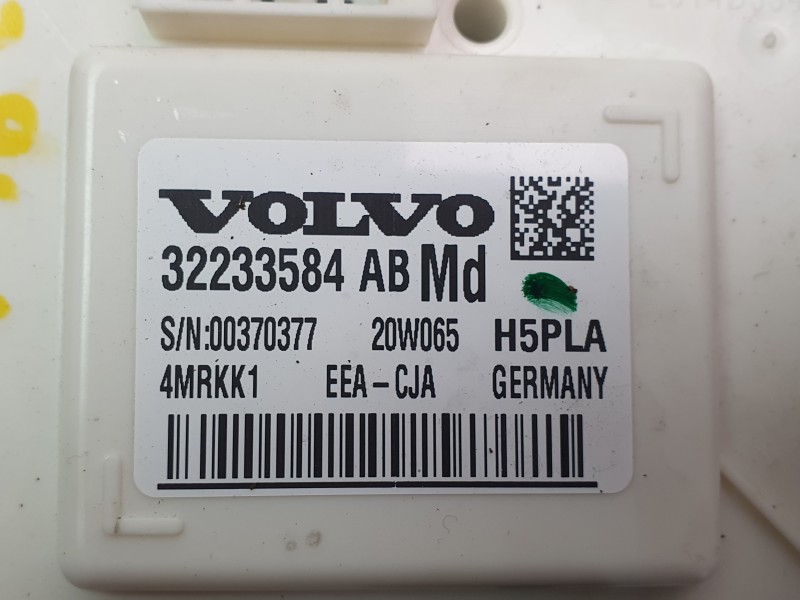 VOLVO
32233584 AB Md
S/N:00370377 20W065 H5PLA
4MRKK1 EEA-CJA GERMANY